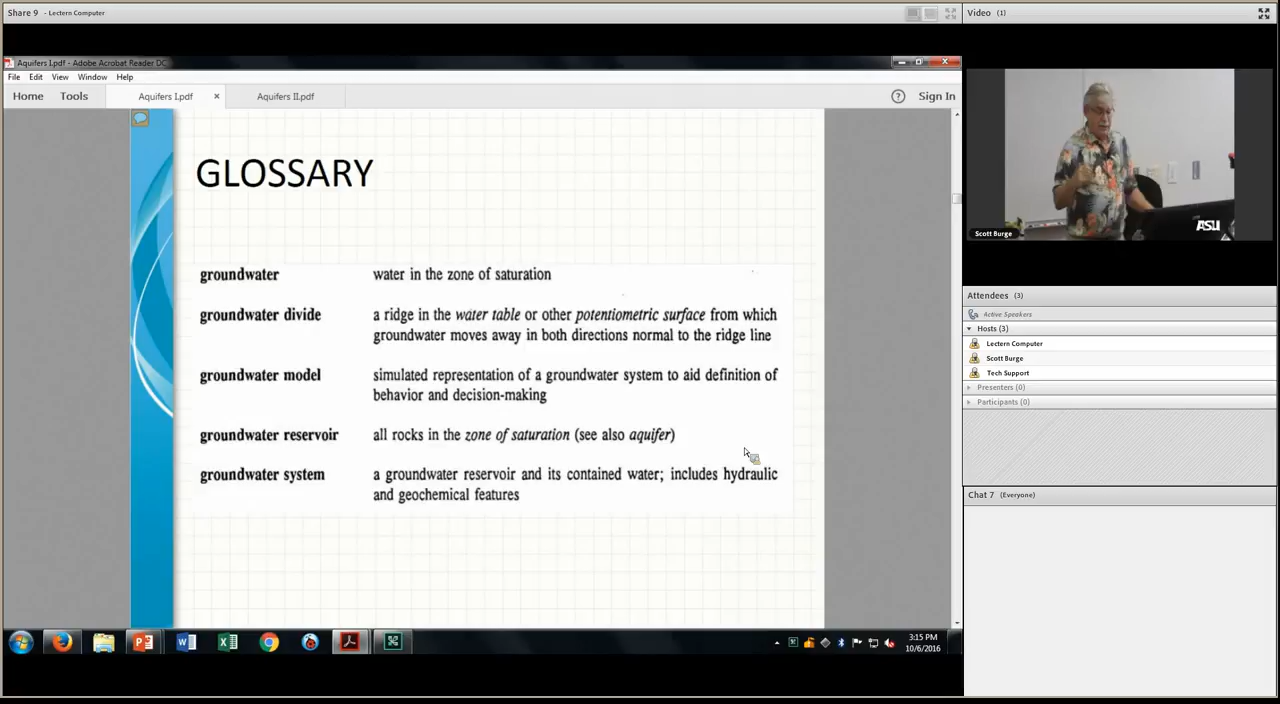 Share 9 - Lectern Computer
Video (1)
Aquifers I.pdf - Adobe Acrobat Reader DC
File Edit View Window Help
Home Tools Aquifers I.pdf × Aquifers II.pdf ? Sign In
GLOSSARY
groundwater water in the zone of saturation
groundwater divide a ridge in the water table or other potentiometric surface from which
groundwater moves away in both directions normal to the ridge line
groundwater model simulated representation of a groundwater system to aid definition of
behavior and decision-making
groundwater reservoir all rocks in the zone of saturation (see also aquifer)
groundwater system a groundwater reservoir and its contained water; includes hydraulic
and geochemical features
3:15 PM
10/6/2016
ASU
Scott Burge
Attendees (3)
Active Speakers
Hosts (3)
Lectern Computer
Scott Burge
Tech Support
Presenters (0)
Participants (0)
Chat 7 (Everyone)